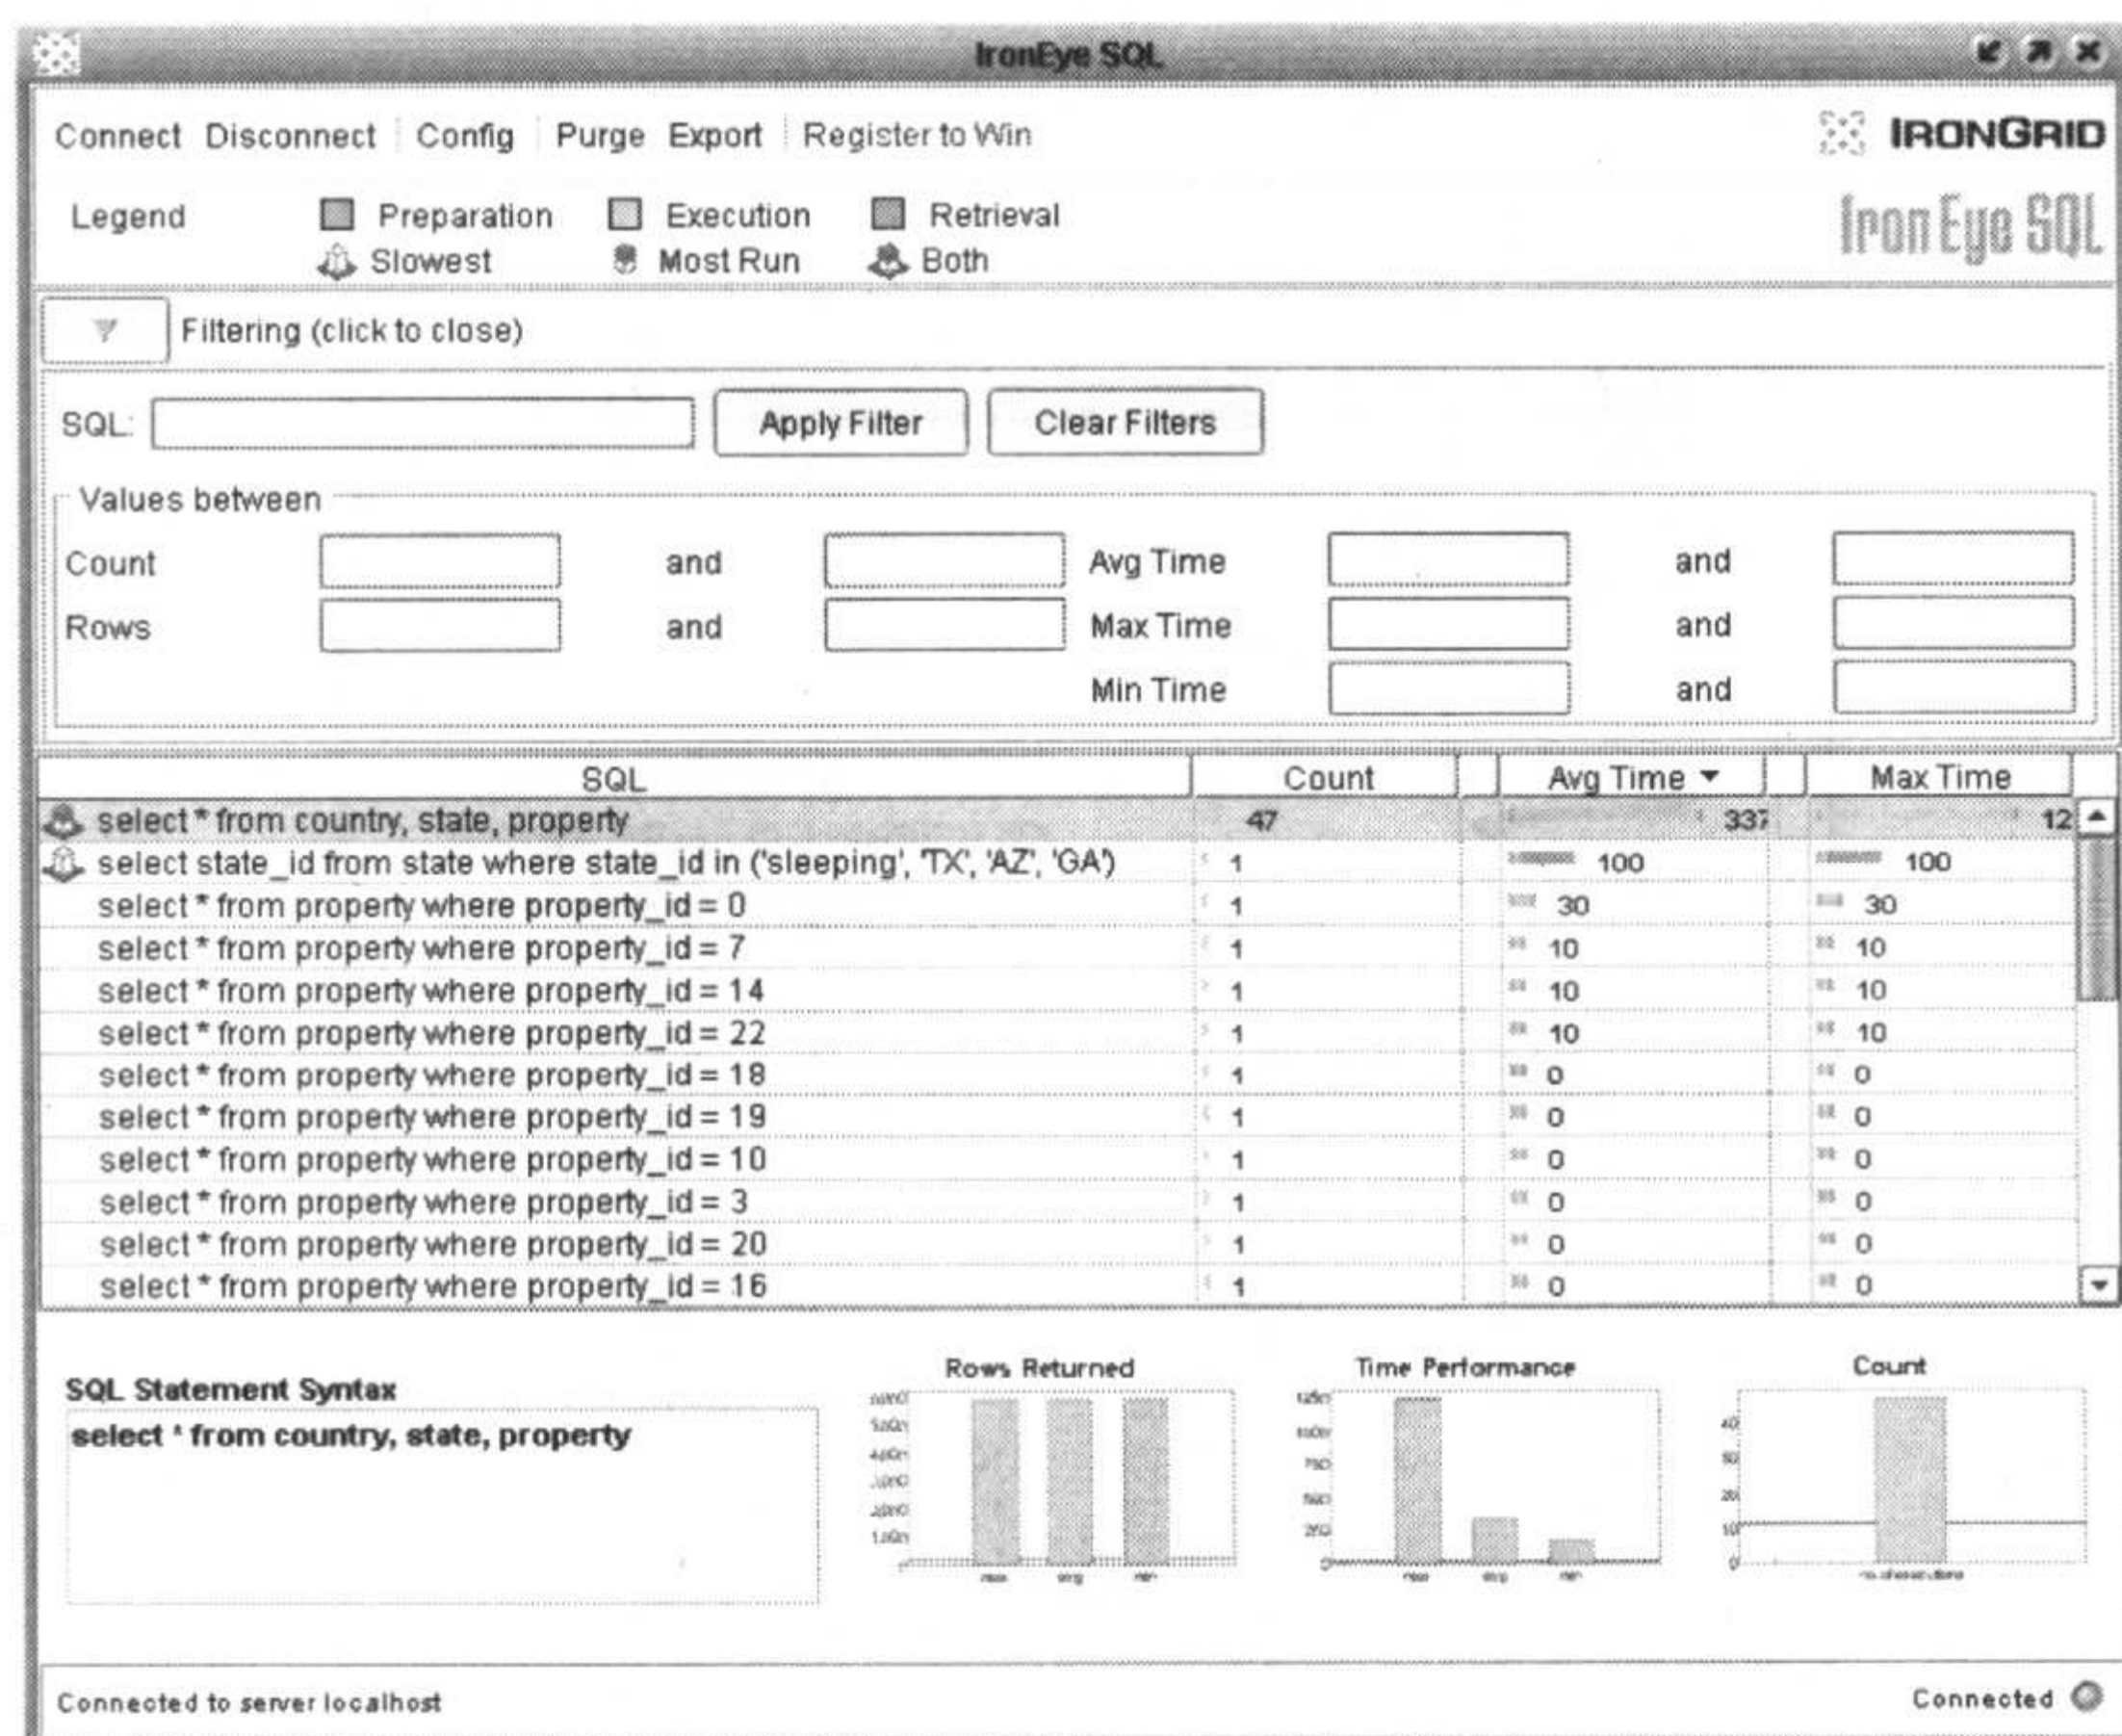 IronEye SQL
Connect Disconnect Config Purge Export Register to Win
IRONGRID
Legend Preparation Execution Retrieval
Iron Eye SQL
Slowest Most Run Both
Filtering (click to close)
SQL: Apply Filter Clear Filters
Values between
Count and Avg Time and
Rows and Max Time and
Min Time and
SQL Count Avg Time Max Time
select * from country, state, property 47 337 12
select state_id from state where state_id in ('sleeping', 'TX', 'AZ', 'GA') 1 100 100
select * from property where property_id = 0 1 30 30
select * from property where property_id = 7 1 10 10
select * from property where property_id = 14 1 10 10
select * from property where property_id = 22 1 10 10
select * from property where property_id = 18 1 0 0
select * from property where property_id = 19 1 0 0
select * from property where property_id = 10 1 0 0
select * from property where property_id = 3 1 0 0
select * from property where property_id = 20 1 0 0
select * from property where property_id = 16 1 0 0
SQL Statement Syntax
select * from country, state, property
Rows Returned
Time Performance
Count
Connected to server localhost
Connected